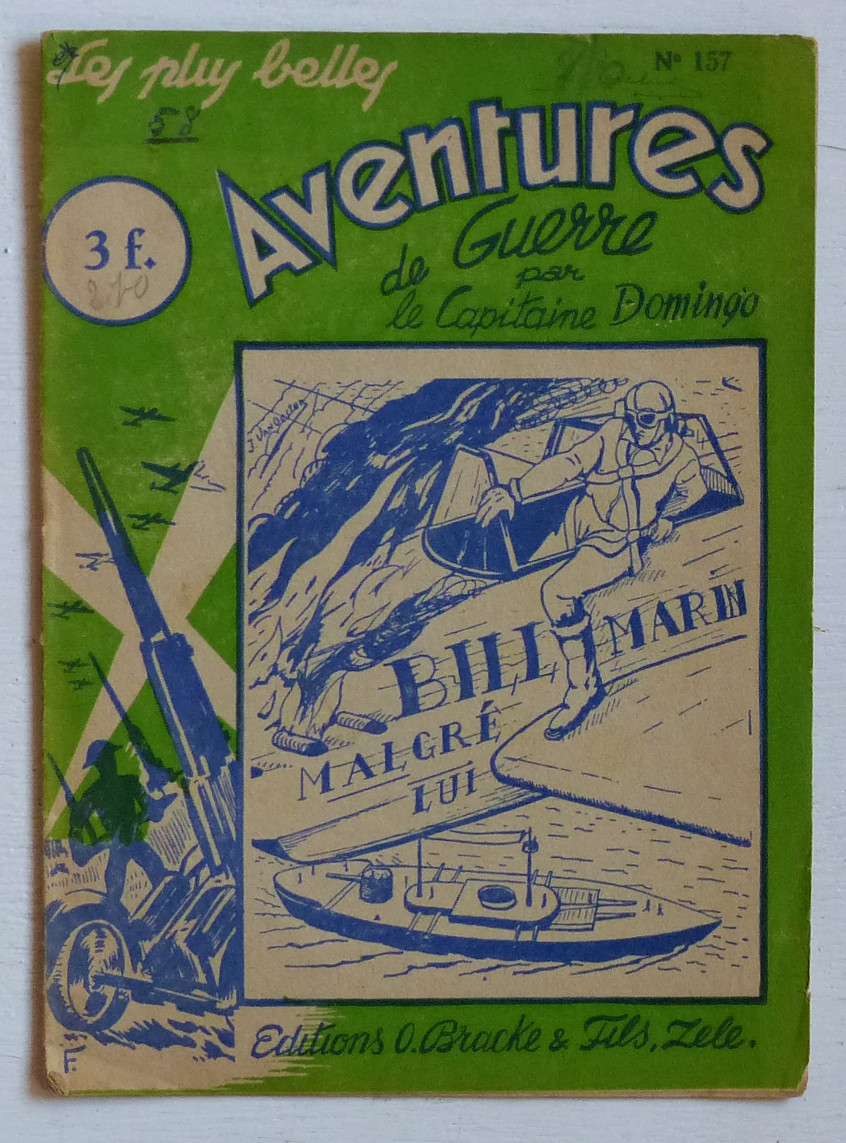 Les plus belles
Nº 157
58
Aventures
3 f.
de Guerre
par
le Capitaine Domingo
BILL MARIN
MALGRÉ
LUI
Editions O. Bracke & Fils, Zele.
F.